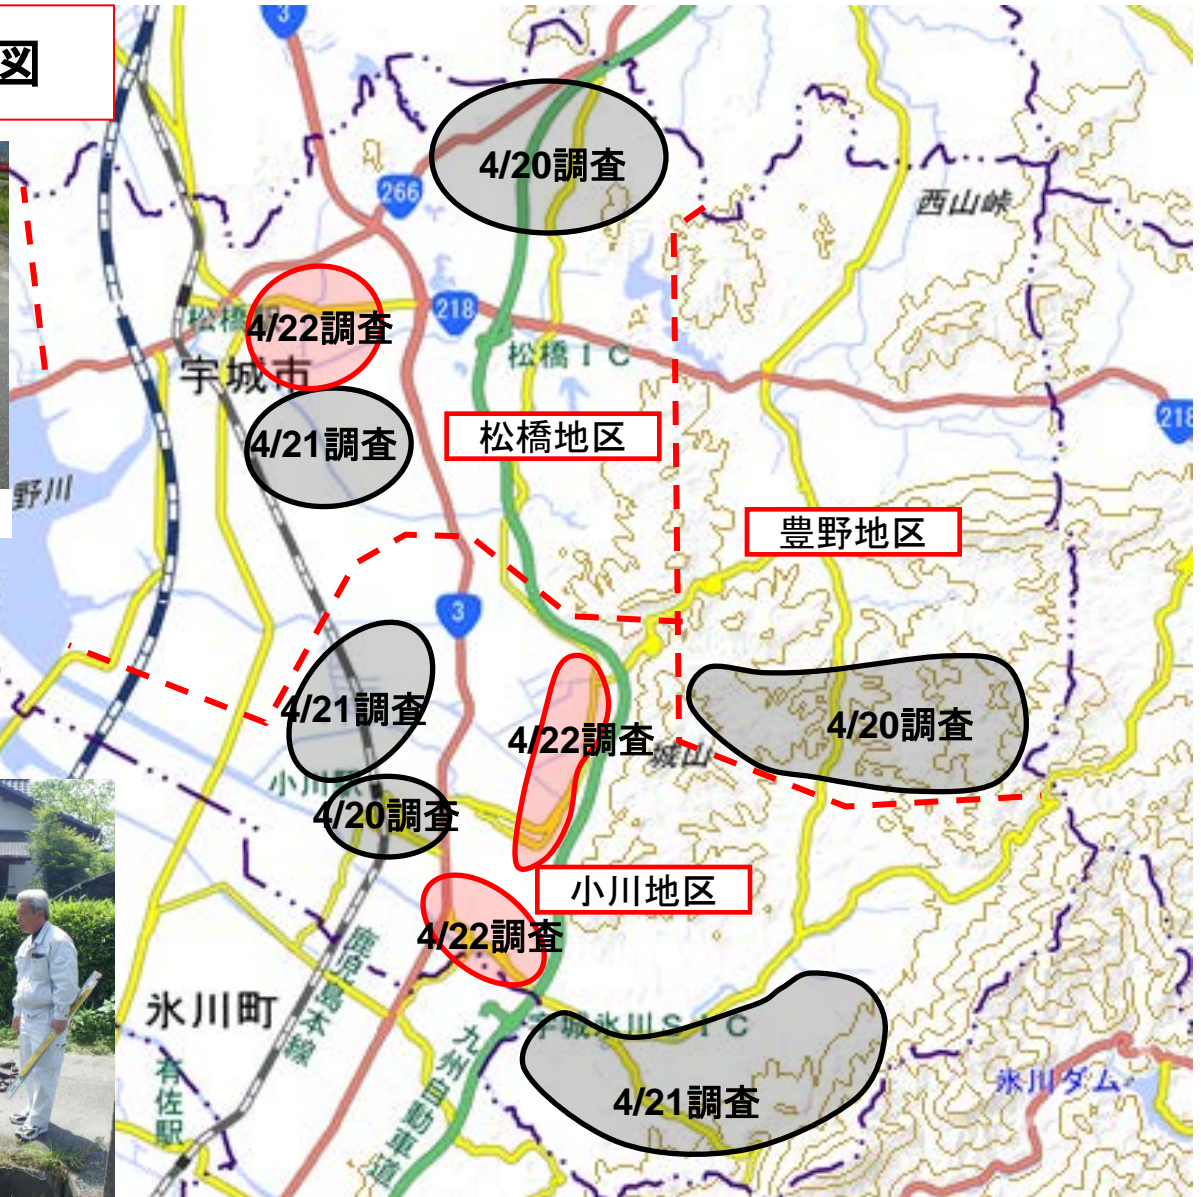 図
3
4/20調査
266
西山峠
218
松橋
4/22調査
松橋IC
宇城市
218
松橋地区
4/21調査
野川
豊野地区
3
4/21調査
4/22調査
城山
4/20調査
小川駅
4/20調査
小川地区
4/22調査
鹿児島本線
氷川町
宇城氷川SIC
九州自動車道
有佐駅
氷川ダム
4/21調査